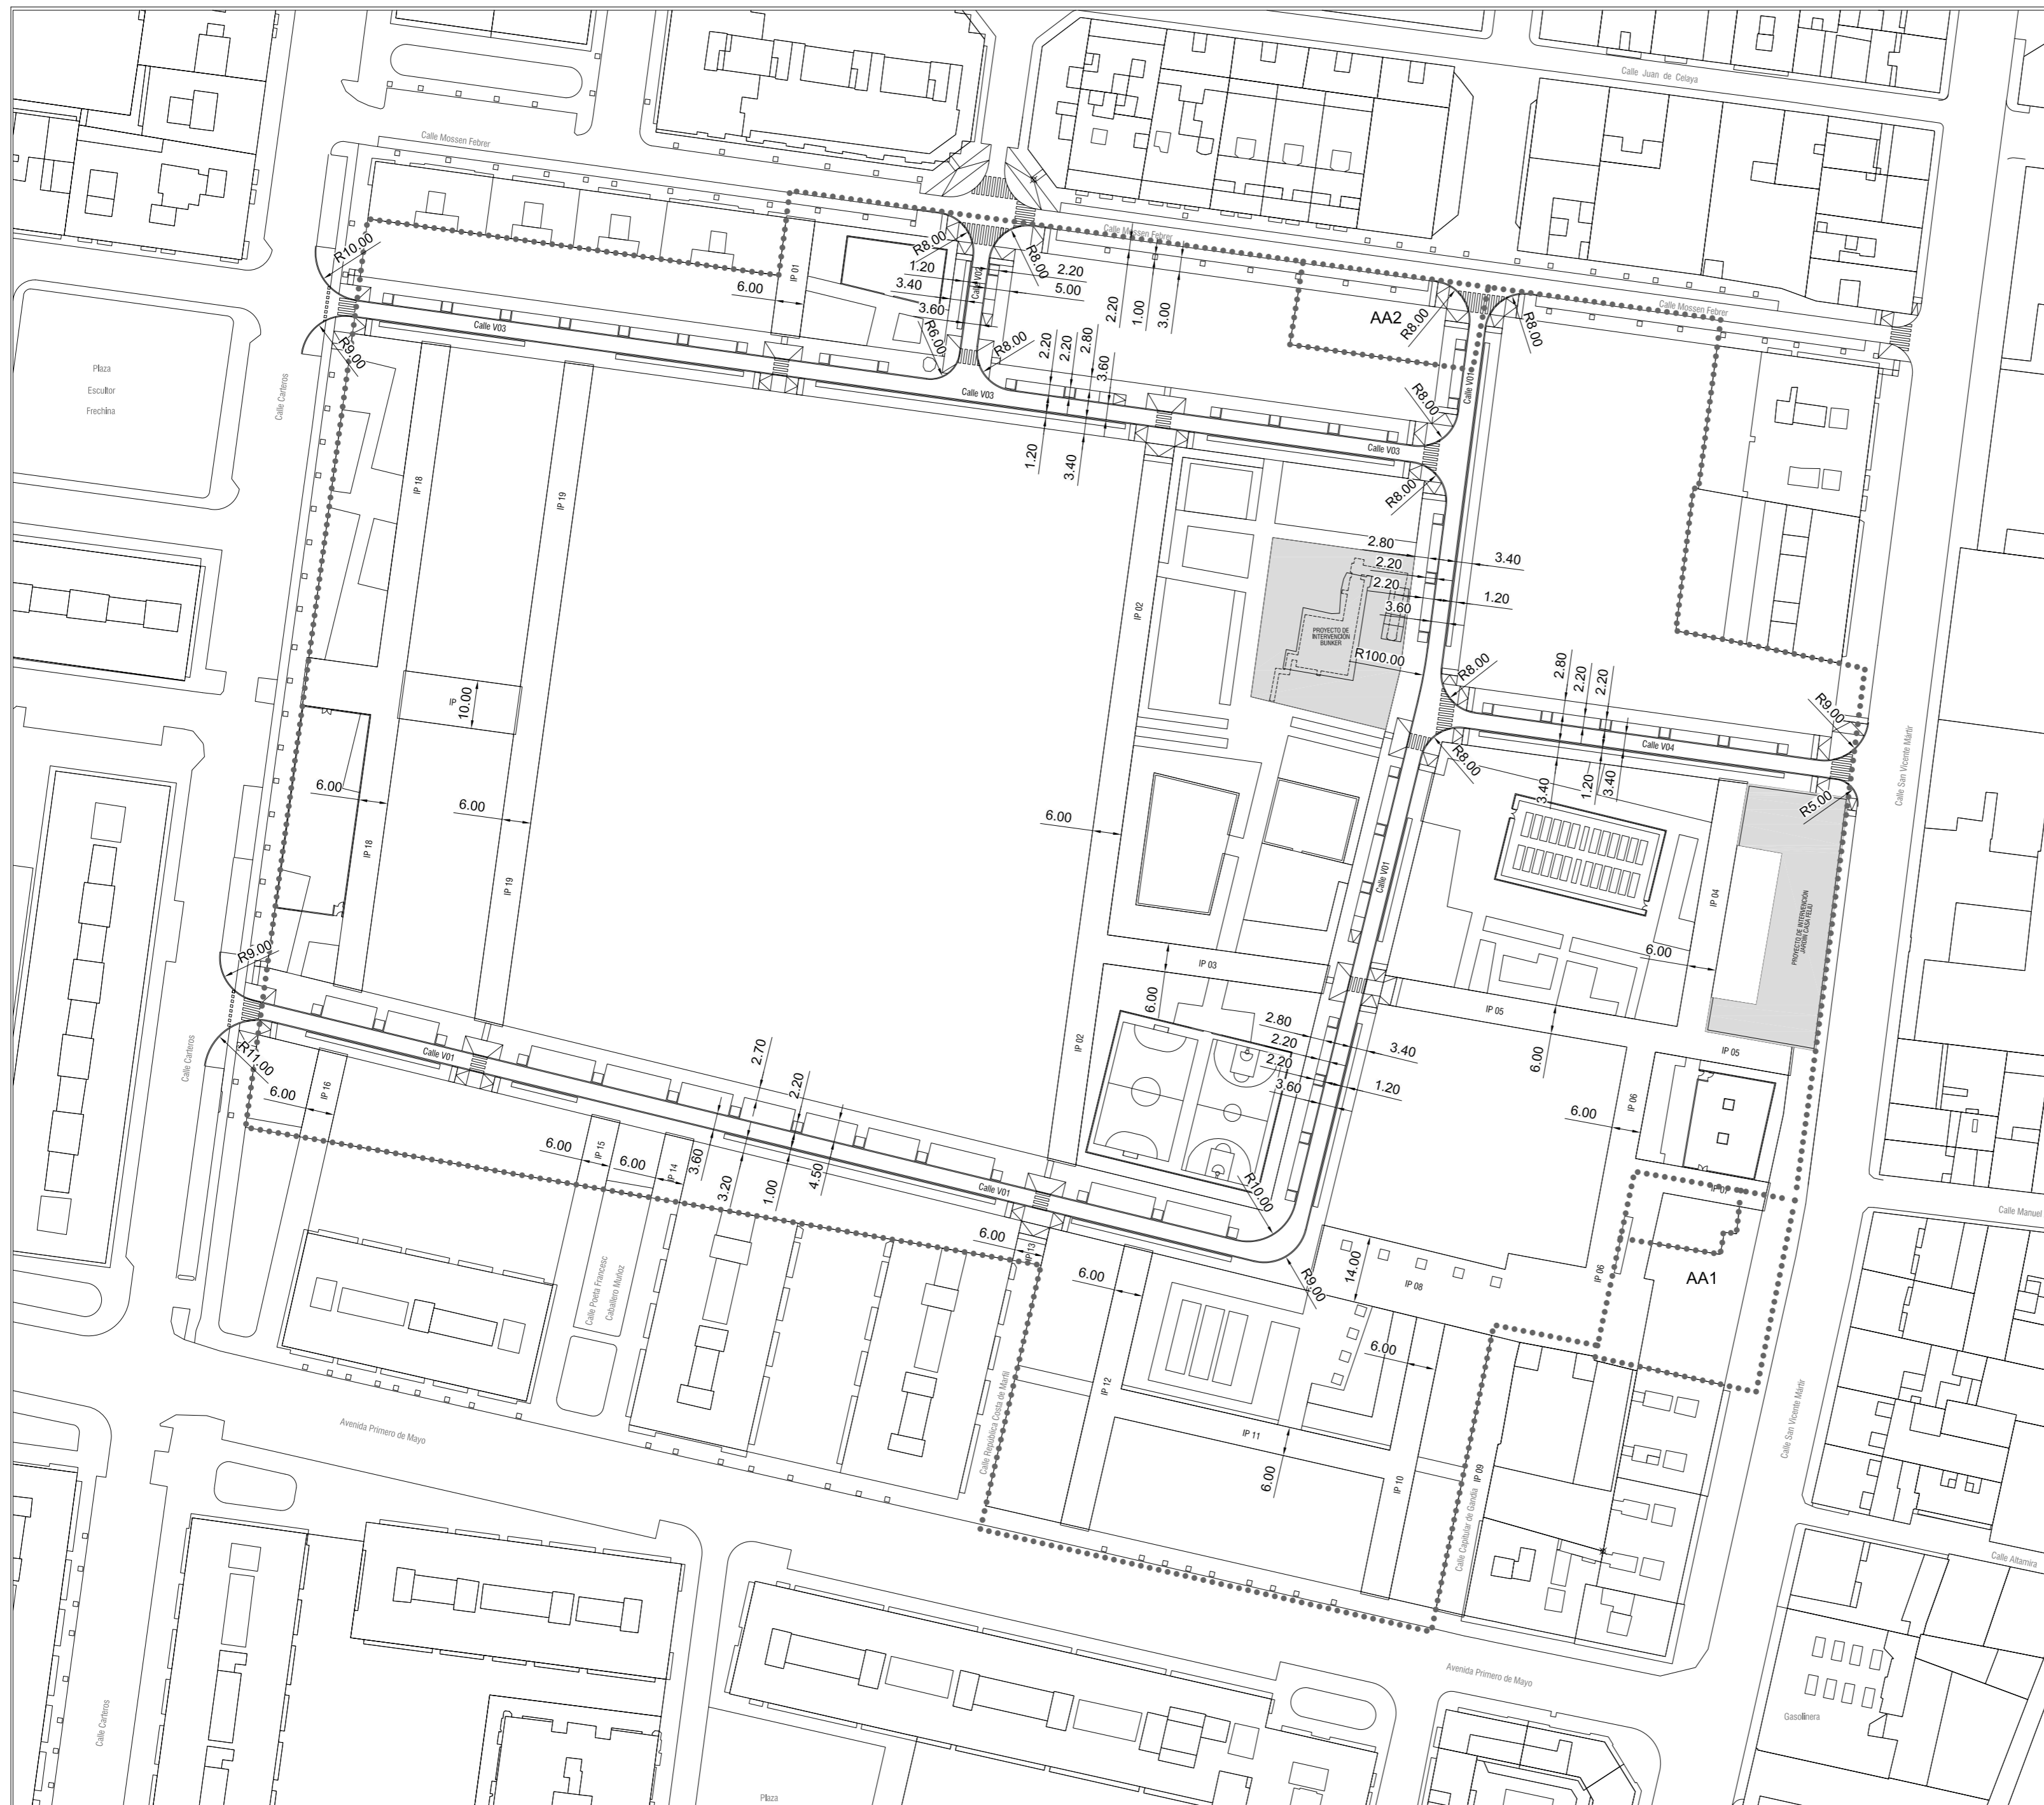 Calle Juan de Celaya
Calle Mossen Febrer
R10.00
IP 01
R8.00
R8.00
Calle Mossen Febrer
1.20
Calle V02
2.20
3.40
5.00
6.00
3.60
2.20
1.00
3.00
AA2
R8.00
R8.00
Calle Mossen Febrer
Calle V03
R9.00
R6.00
R8.00
2.20
2.20
2.80
3.60
Plaza
Escultor
Frechina
Calle Carteros
Calle V03
Calle V01
R8.00
Calle V03
1.20
3.40
R8.00
IP 18
IP 19
2.80
3.40
2.20
2.20
1.20
3.60
IP 02
PROYECTO DE
INTERVENCIÓN
BUNKER
R100.00
R8.00
2.80
2.20
2.20
IP
10.00
R9.00
Calle San Vicente Mártir
Calle V04
R8.00
3.40
1.20
3.40
R5.00
6.00
6.00
6.00
IP 18
IP 19
Calle V01
IP 04
PROYECTO DE INTERVENCIÓN
JARDIN CASA FELIU
6.00
R9.00
IP 03
6.00
IP 05
2.80
2.20
3.40
2.20
3.60
1.20
6.00
IP 05
Calle Carteros
R11.00
Calle V01
IP 02
2.70
2.20
6.00
IP 16
6.00
IP 06
6.00
IP 15
6.00
IP 14
3.60
3.20
1.00
4.50
Calle V01
R10.00
IP 07
Calle Manuel
6.00
IP 13
6.00
14.00
R9.00
IP 08
IP 06
AA1
Calle Poeta Francesc
Caballero Muñoz
6.00
IP 12
Calle República Costa de Marfil
IP 11
6.00
IP 10
IP 09
Calle Capitular de Gandia
Calle San Vicente Mártir
Avenida Primero de Mayo
Calle Altamira
Avenida Primero de Mayo
Calle Carteros
Gasolinera
Plaza